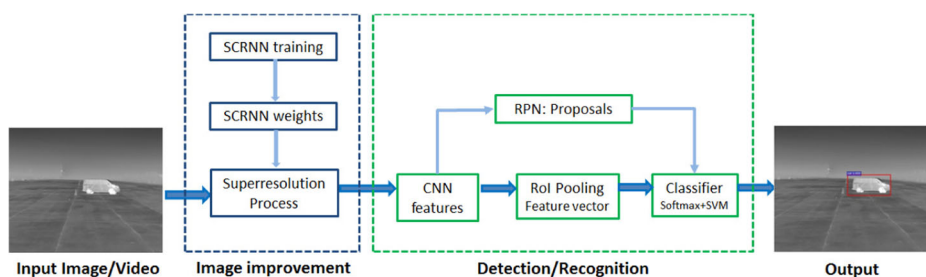 SCRNN training
SCRNN weights
Superresolution
Process
RPN: Proposals
CNN
features
RoI Pooling
Feature vector
Classifier
Softmax+SVM
Input Image/Video
Image improvement
Detection/Recognition
Output